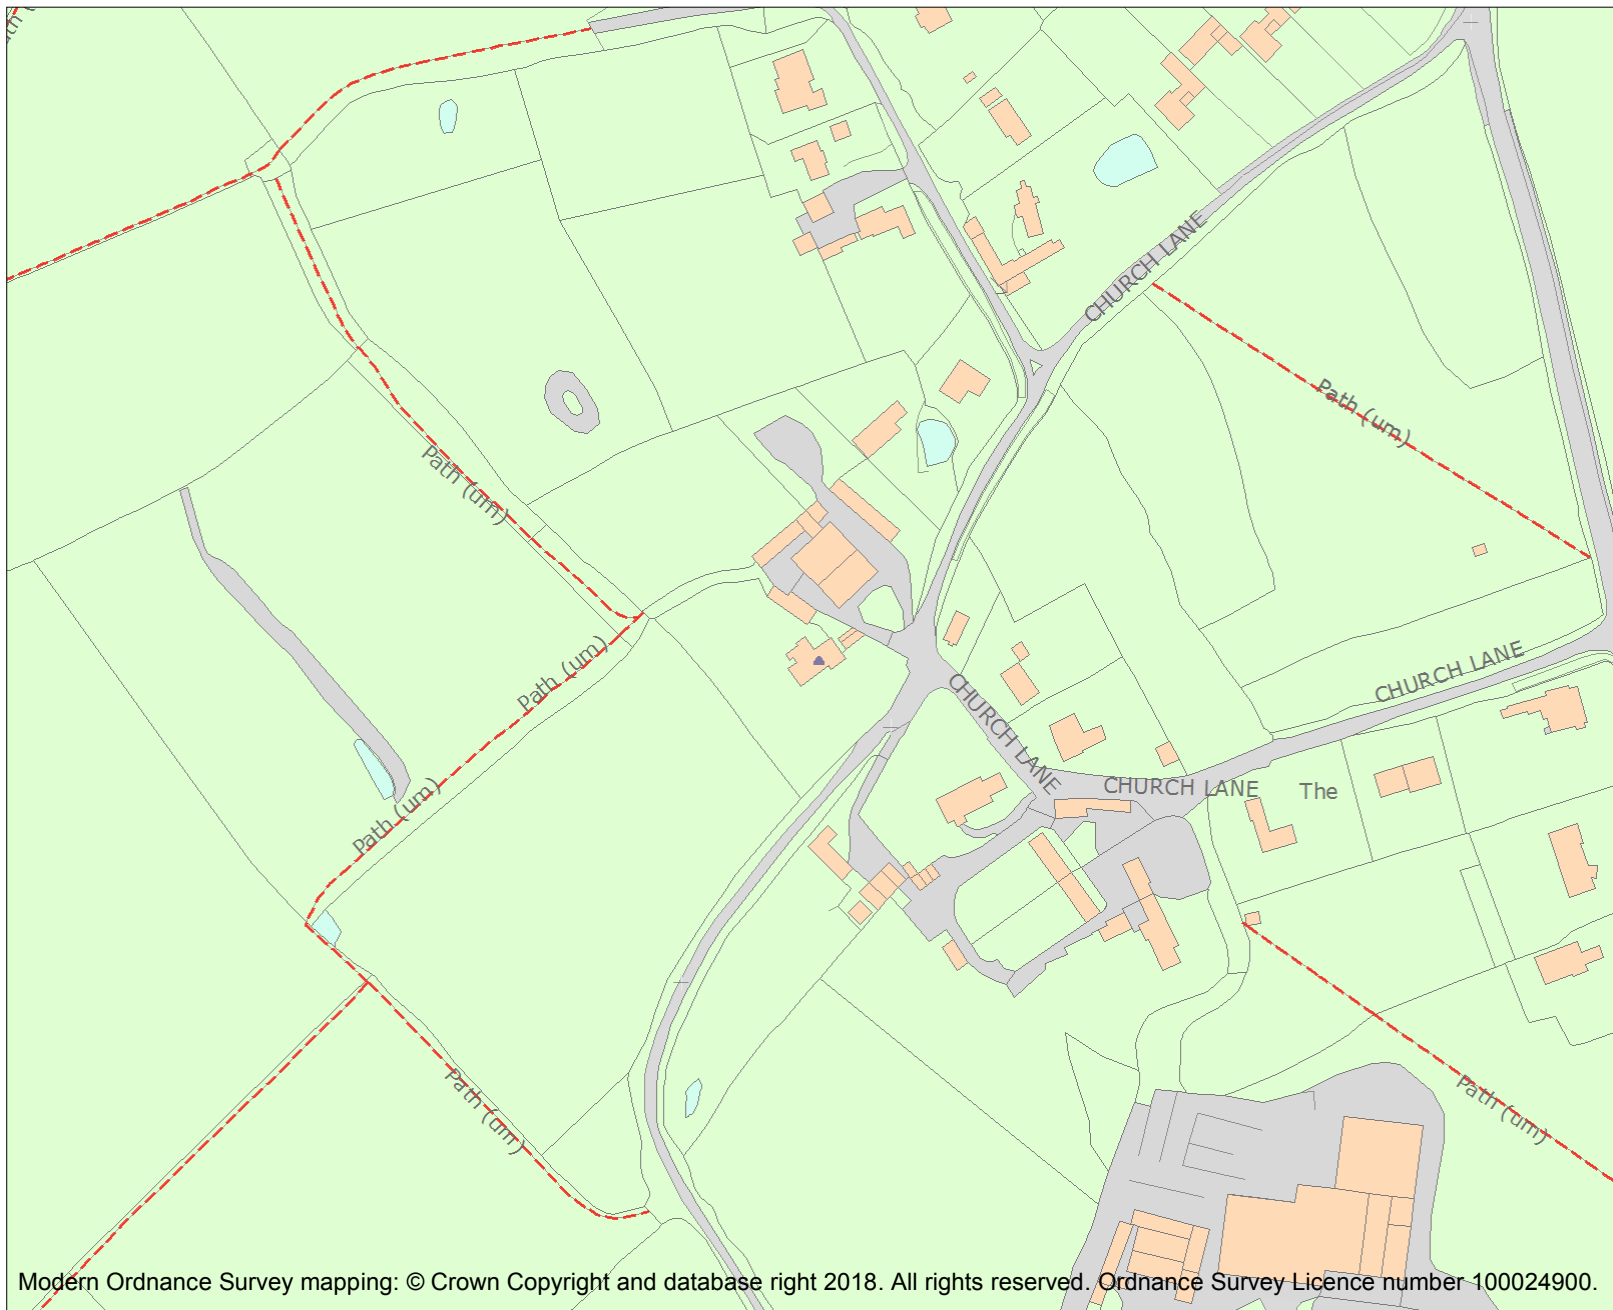 CHURCH LANE
Path (um)
Path (um)
Path (um)
CHURCH LANE
CHURCH LANE
CHURCH LANE
The
Path (um)
Path (um)
Path (um)
Modern Ordnance Survey mapping: © Crown Copyright and database right 2018. All rights reserved. Ordnance Survey Licence number 100024900.